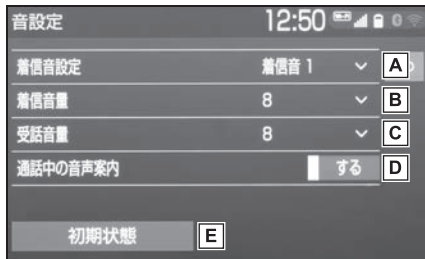 音設定 12:50
着信音設定 着信音 1 A
着信音量 8 B
受話音量 8 C
通話中の音声案内 する D
初期状態 E